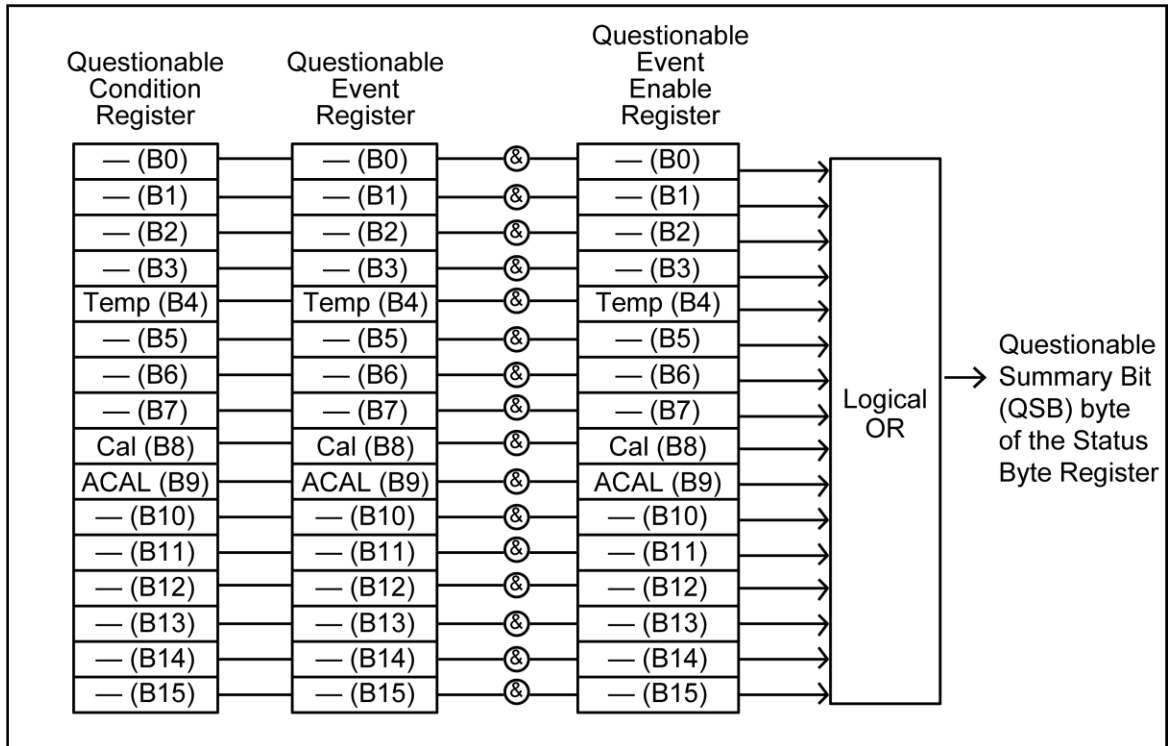 Questionable
Condition
Register
Questionable
Event
Register
Questionable
Event
Enable
Register
— (B0) — (B0) & — (B0)
— (B1) — (B1) & — (B1)
— (B2) — (B2) & — (B2)
— (B3) — (B3) & — (B3)
Temp (B4) Temp (B4) & Temp (B4)
— (B5) — (B5) & — (B5)
— (B6) — (B6) & — (B6)
— (B7) — (B7) & — (B7)
Cal (B8) Cal (B8) & Cal (B8)
ACAL (B9) ACAL (B9) & ACAL (B9)
— (B10) — (B10) & — (B10)
— (B11) — (B11) & — (B11)
— (B12) — (B12) & — (B12)
— (B13) — (B13) & — (B13)
— (B14) — (B14) & — (B14)
— (B15) — (B15) & — (B15)
Logical
OR
Questionable
Summary Bit
(QSB) byte
of the Status
Byte Register